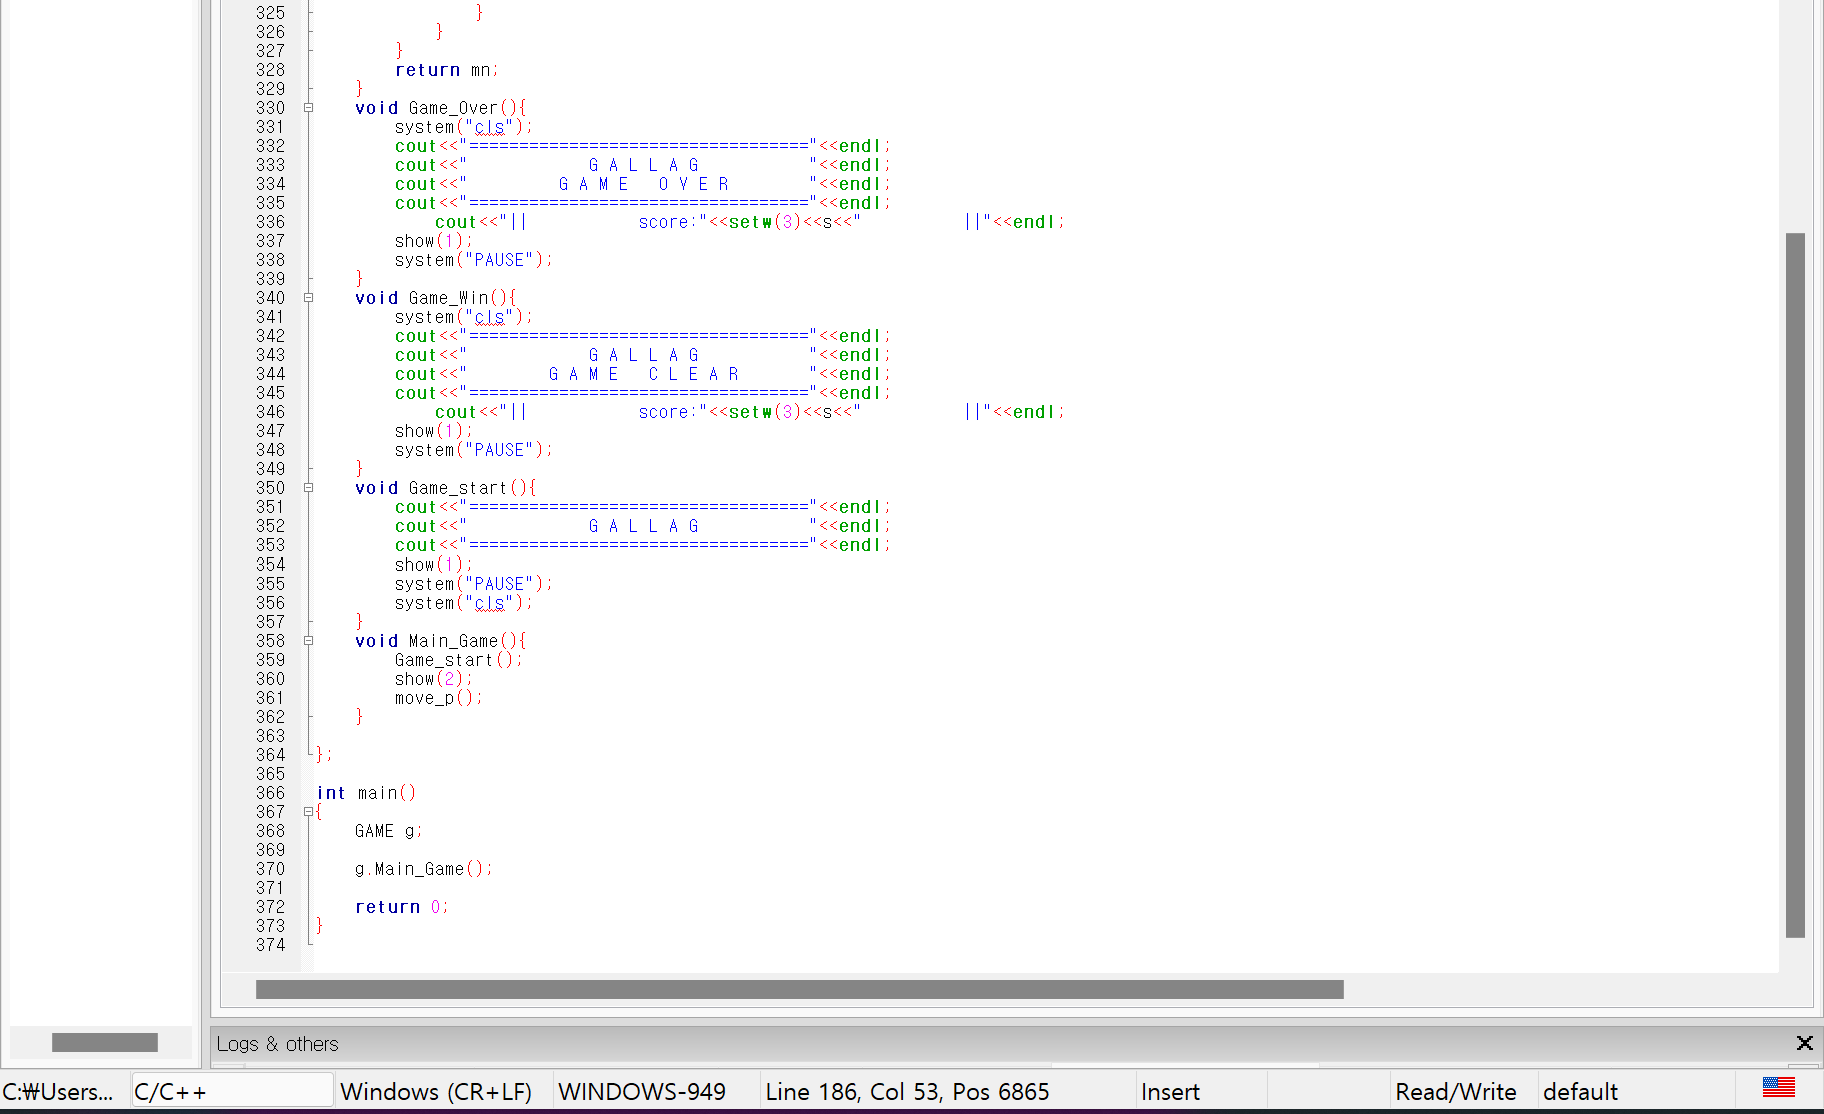 325 }
326 }
327 }
328 return mn;
329 }
330 void Game_Over(){
331 system("cls");
332 cout<<"=================================="<<endl;
333 cout<<"            G A L L A G           "<<endl;
334 cout<<"         G A M E   O V E R        "<<endl;
335 cout<<"=================================="<<endl;
336 cout<<"||           score:"<<setw(3)<<s<<"          ||"<<endl;
337 show(1);
338 system("PAUSE");
339 }
340 void Game_Win(){
341 system("cls");
342 cout<<"=================================="<<endl;
343 cout<<"            G A L L A G           "<<endl;
344 cout<<"        G A M E   C L E A R       "<<endl;
345 cout<<"=================================="<<endl;
346 cout<<"||           score:"<<setw(3)<<s<<"          ||"<<endl;
347 show(1);
348 system("PAUSE");
349 }
350 void Game_start(){
351 cout<<"=================================="<<endl;
352 cout<<"            G A L L A G           "<<endl;
353 cout<<"=================================="<<endl;
354 show(1);
355 system("PAUSE");
356 system("cls");
357 }
358 void Main_Game(){
359 Game_start();
360 show(2);
361 move_p();
362 }
363
364 };
365
366 int main()
367 {
368 GAME g;
369
370 g.Main_Game();
371
372 return 0;
373 }
374
Logs & others
C:₩Users... C/C++ Windows (CR+LF) WINDOWS-949 Line 186, Col 53, Pos 6865 Insert Read/Write default